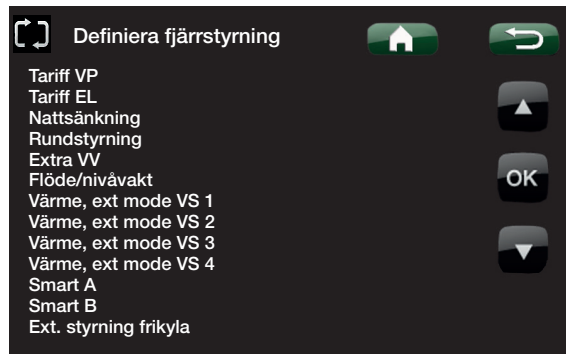 Definiera fjärrstyrning
Tariff VP
Tariff EL
Nattsänkning
Rundstyrning
Extra VV
Flöde/nivåvakt
Värme, ext mode VS 1
Värme, ext mode VS 2
Värme, ext mode VS 3
Värme, ext mode VS 4
Smart A
Smart B
Ext. styrning frikyla
OK